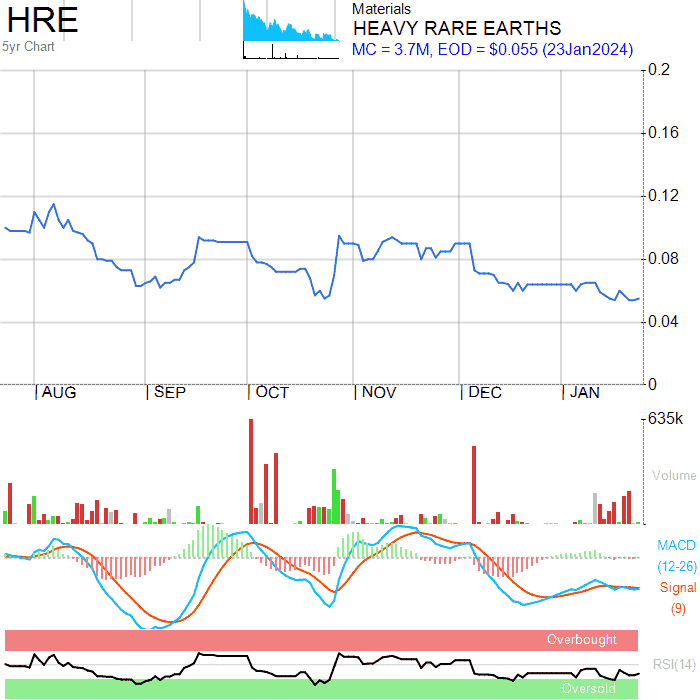 HRE
5yr Chart
Materials
HEAVY RARE EARTHS
MC = 3.7M, EOD = $0.055 (23Jan2024)
0.2
0.16
0.12
0.08
0.04
0
AUG SEP OCT NOV DEC JAN
635k
Volume
MACD
(12-26)
Signal
(9)
Overbought
RSI(14)
Oversold